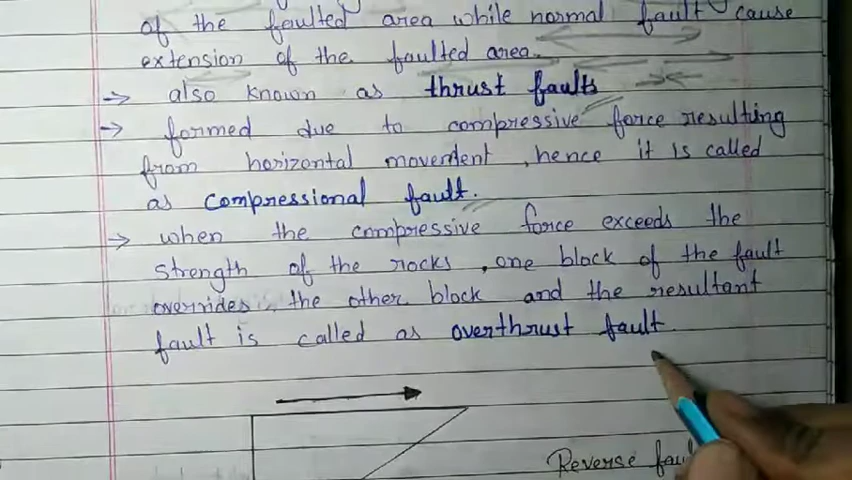 of the faulted area while normal fault cause
extension of the faulted area.
→ also known as thrust faults
→ formed due to compressive force resulting
from horizontal movement, hence it is called
as compressional fault.
→ when the compressive force exceeds the
strength of the rocks, one block of the fault
overrides the other block and the resultant
fault is called as overthrust fault.
Reverse fau